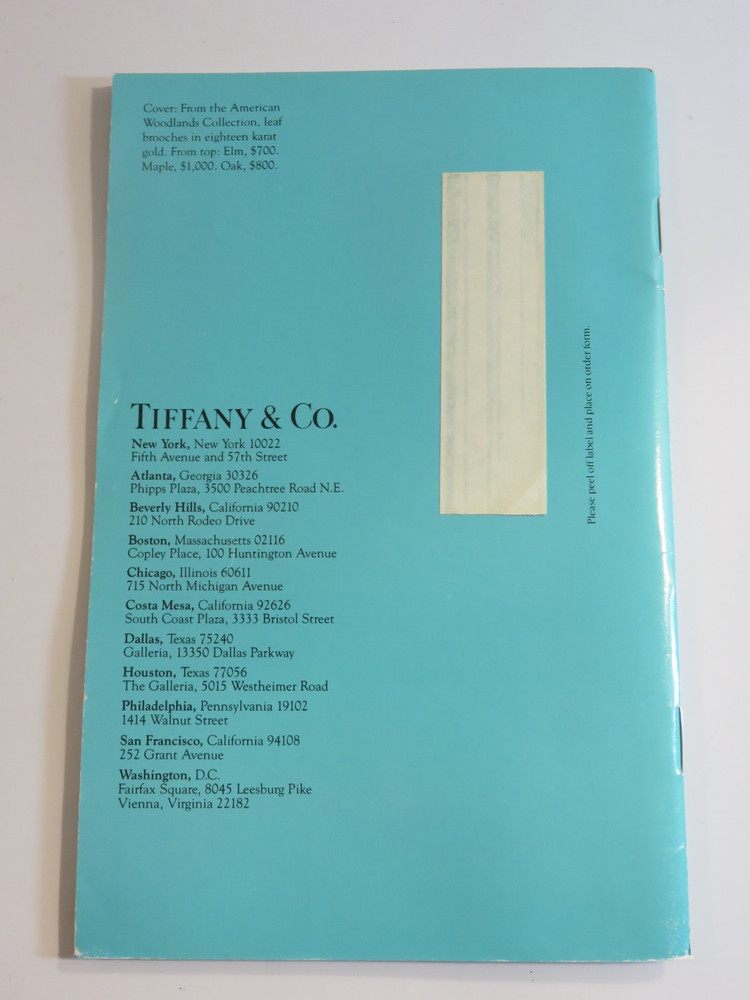 Cover: From the American
Woodlands Collection, leaf
brooches in eighteen karat
gold. From top: Elm, $700.
Maple, $1,000. Oak, $800.
TIFFANY & CO.
New York, New York 10022
Fifth Avenue and 57th Street
Atlanta, Georgia 30326
Phipps Plaza, 3500 Peachtree Road N.E.
Beverly Hills, California 90210
210 North Rodeo Drive
Boston, Massachusetts 02116
Copley Place, 100 Huntington Avenue
Chicago, Illinois 60611
715 North Michigan Avenue
Costa Mesa, California 92626
South Coast Plaza, 3333 Bristol Street
Dallas, Texas 75240
Galleria, 13350 Dallas Parkway
Houston, Texas 77056
The Galleria, 5015 Westheimer Road
Philadelphia, Pennsylvania 19102
1414 Walnut Street
San Francisco, California 94108
252 Grant Avenue
Washington, D.C.
Fairfax Square, 8045 Leesburg Pike
Vienna, Virginia 22182
Please peel off label and place on order form.